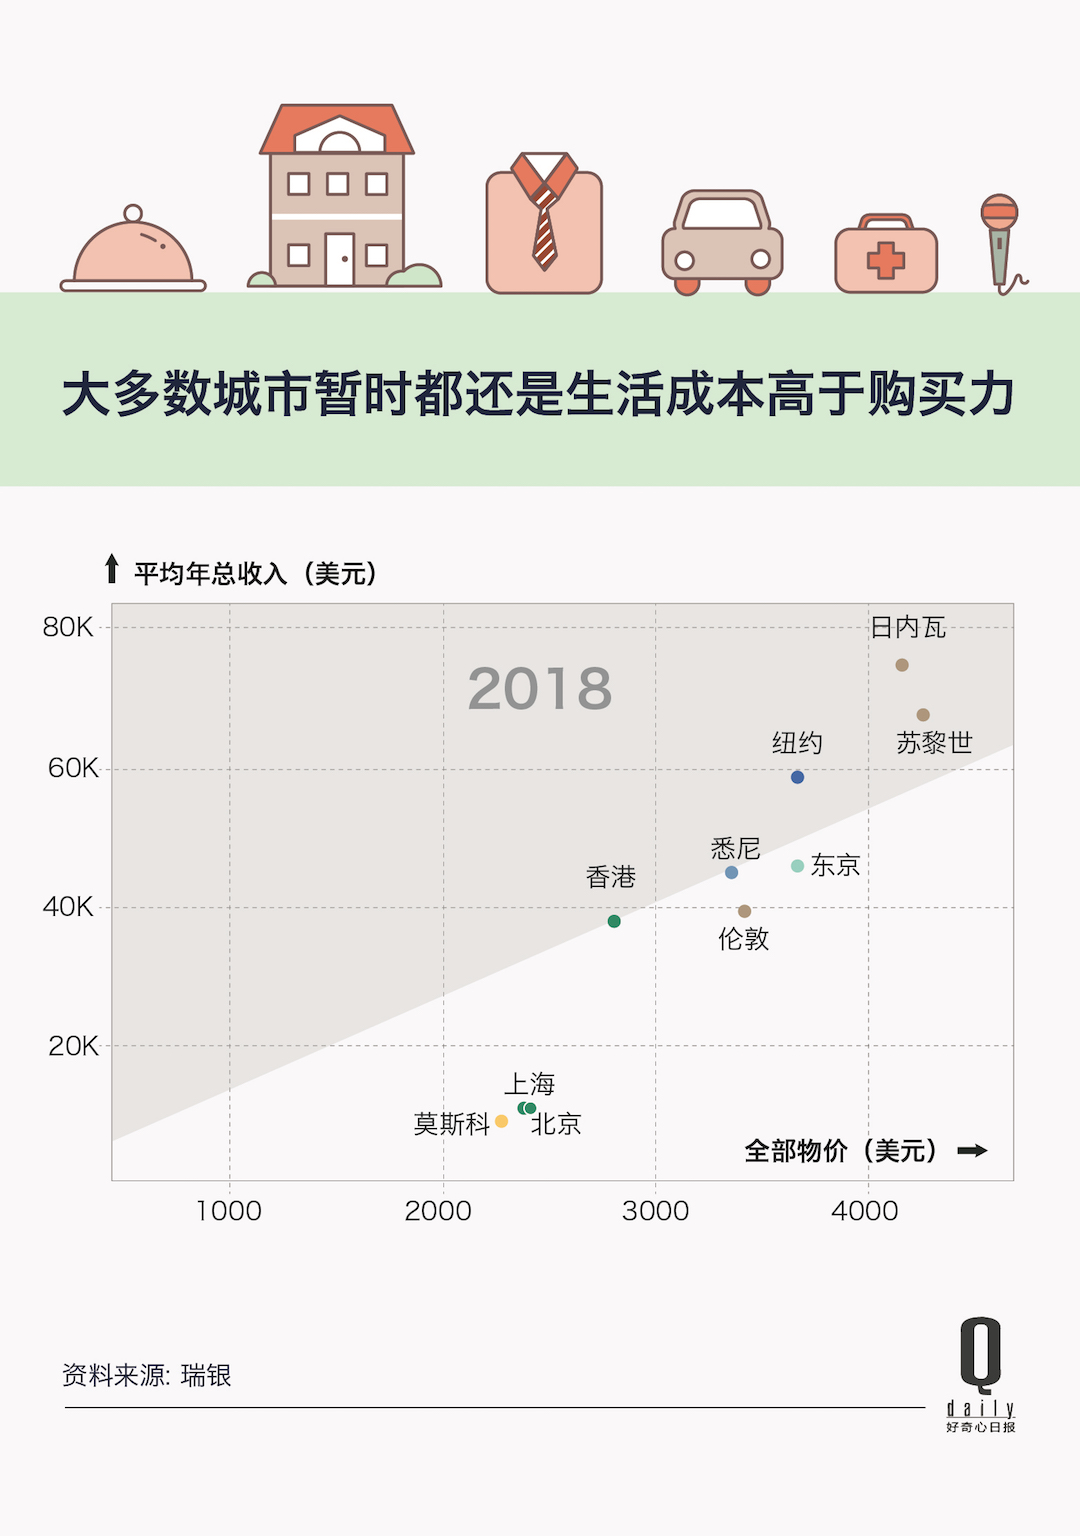 大多数城市暂时都还是生活成本高于购买力
平均年总收入（美元）
80K
日内瓦
2018
苏黎世
纽约
60K
悉尼
东京
香港
40K
伦敦
20K
上海
莫斯科
北京
全部物价（美元）
1000
2000
3000
4000
资料来源: 瑞银
Q
daily
好奇心日报